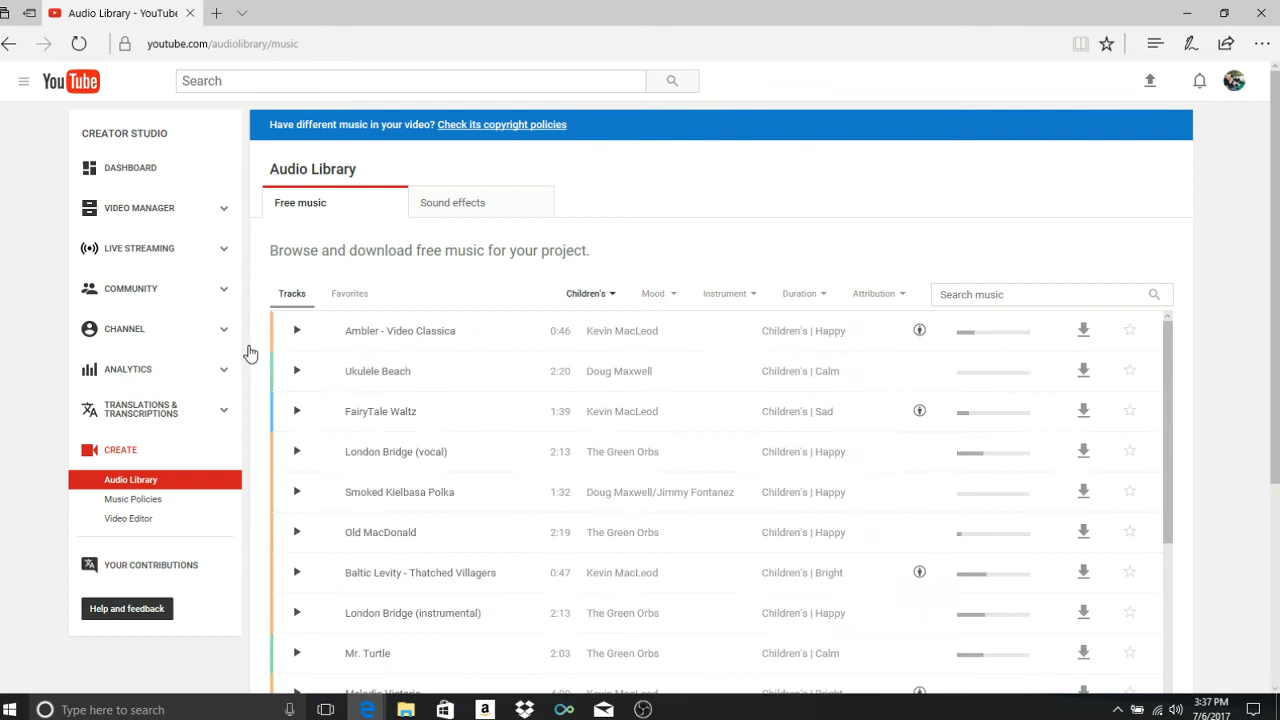 Audio Library - YouTube
youtube.com/audiolibrary/music
YouTube
Search
CREATOR STUDIO
DASHBOARD
VIDEO MANAGER
LIVE STREAMING
COMMUNITY
CHANNEL
ANALYTICS
TRANSLATIONS &
TRANSCRIPTIONS
CREATE
Audio Library
Music Policies
Video Editor
YOUR CONTRIBUTIONS
Help and feedback
Have different music in your video? Check its copyright policies
Audio Library
Free music Sound effects
Browse and download free music for your project.
Tracks Favorites Children's Mood Instrument Duration Attribution Search music
Ambler - Video Classica 0:46 Kevin MacLeod Children's | Happy
Ukulele Beach 2:20 Doug Maxwell Children's | Calm
FairyTale Waltz 1:39 Kevin MacLeod Children's | Sad
London Bridge (vocal) 2:13 The Green Orbs Children's | Happy
Smoked Kielbasa Polka 1:32 Doug Maxwell/Jimmy Fontanez Children's | Happy
Old MacDonald 2:19 The Green Orbs Children's | Happy
Baltic Levity - Thatched Villagers 0:47 Kevin MacLeod Children's | Bright
London Bridge (instrumental) 2:13 The Green Orbs Children's | Happy
Mr. Turtle 2:03 The Green Orbs Children's | Calm
Type here to search
3:37 PM
7/6/2017